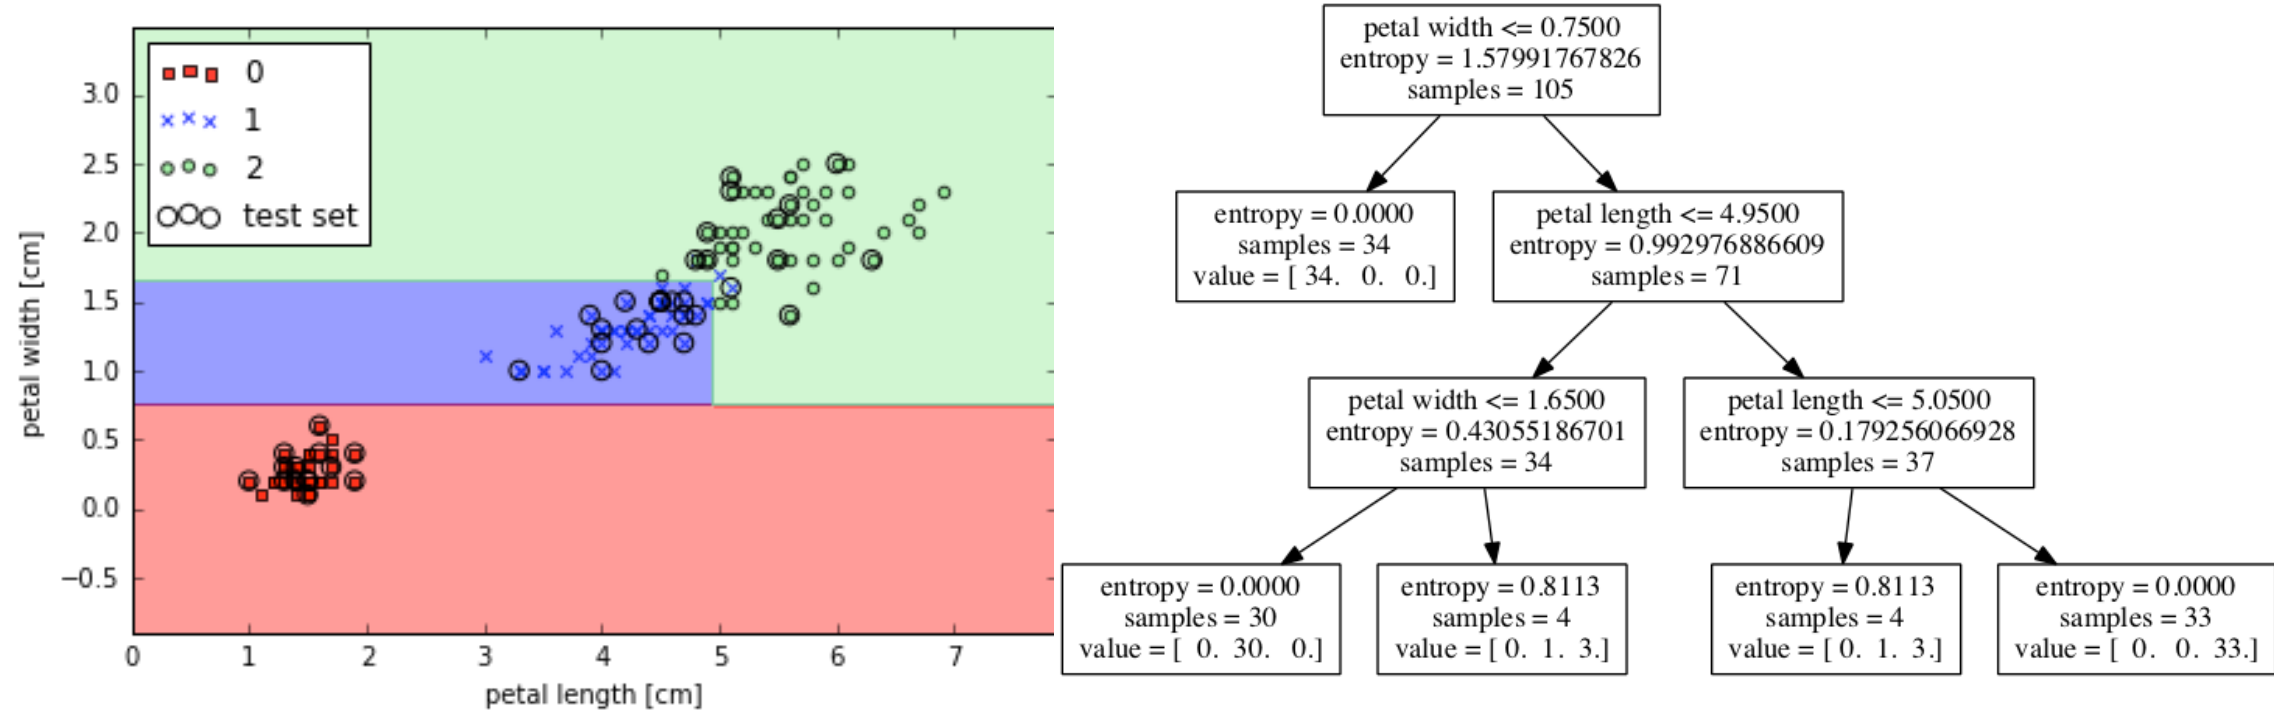 0
1
2
test set
3.0
2.5
2.0
1.5
1.0
0.5
0.0
−0.5
petal width [cm]
0 1 2 3 4 5 6 7
petal length [cm]
petal width <= 0.7500
entropy = 1.57991767826
samples = 105
entropy = 0.0000
samples = 34
value = [ 34. 0. 0.]
petal length <= 4.9500
entropy = 0.992976886609
samples = 71
petal width <= 1.6500
entropy = 0.43055186701
samples = 34
petal length <= 5.0500
entropy = 0.179256066928
samples = 37
entropy = 0.0000
samples = 30
value = [ 0. 30. 0.]
entropy = 0.8113
samples = 4
value = [ 0. 1. 3.]
entropy = 0.8113
samples = 4
value = [ 0. 1. 3.]
entropy = 0.0000
samples = 33
value = [ 0. 0. 33.]